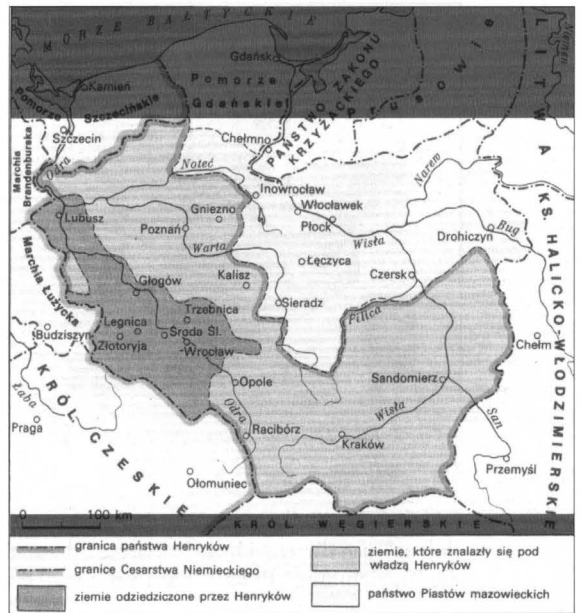 MORZE BAŁTYCKIE
LITWA
Niemen
Gdańsk
Kamień
Pomorze Gdańskie
Pomorze Szczecińskie
PAŃSTWO ZAKONU KRZYŻACKIEGO
Prusowie
Szczecin
Chełmno
Marchia Brandenburska
Odra
Noteć
Narew
Inowrocław
Gniezno
Włocławek
Lubusz
Płock
Bug
Poznań
Wisła
Drohiczyn
Warta
Łęczyca
KS. HALICKO-WŁODZIMIERSKIE
Marchia Łużycka
Głogów
Kalisz
Czersk
Sieradz
Trzebnica
Pilica
Legnica
Środa Śl.
Budziszyn
Złotoryja
Wrocław
Chełm
Łaba
KRÓL. CZESKIE
Opole
Sandomierz
Odra
Wisła
San
Praga
Racibórz
Kraków
Przemyśl
Ołomuniec
0 100 km
KRÓL. WĘGIERSKIE
granica państwa Henryków
granice Cesarstwa Niemieckiego
ziemie odziedziczone przez Henryków
ziemie, które znalazły się pod
władzą Henryków
państwo Piastów mazowieckich